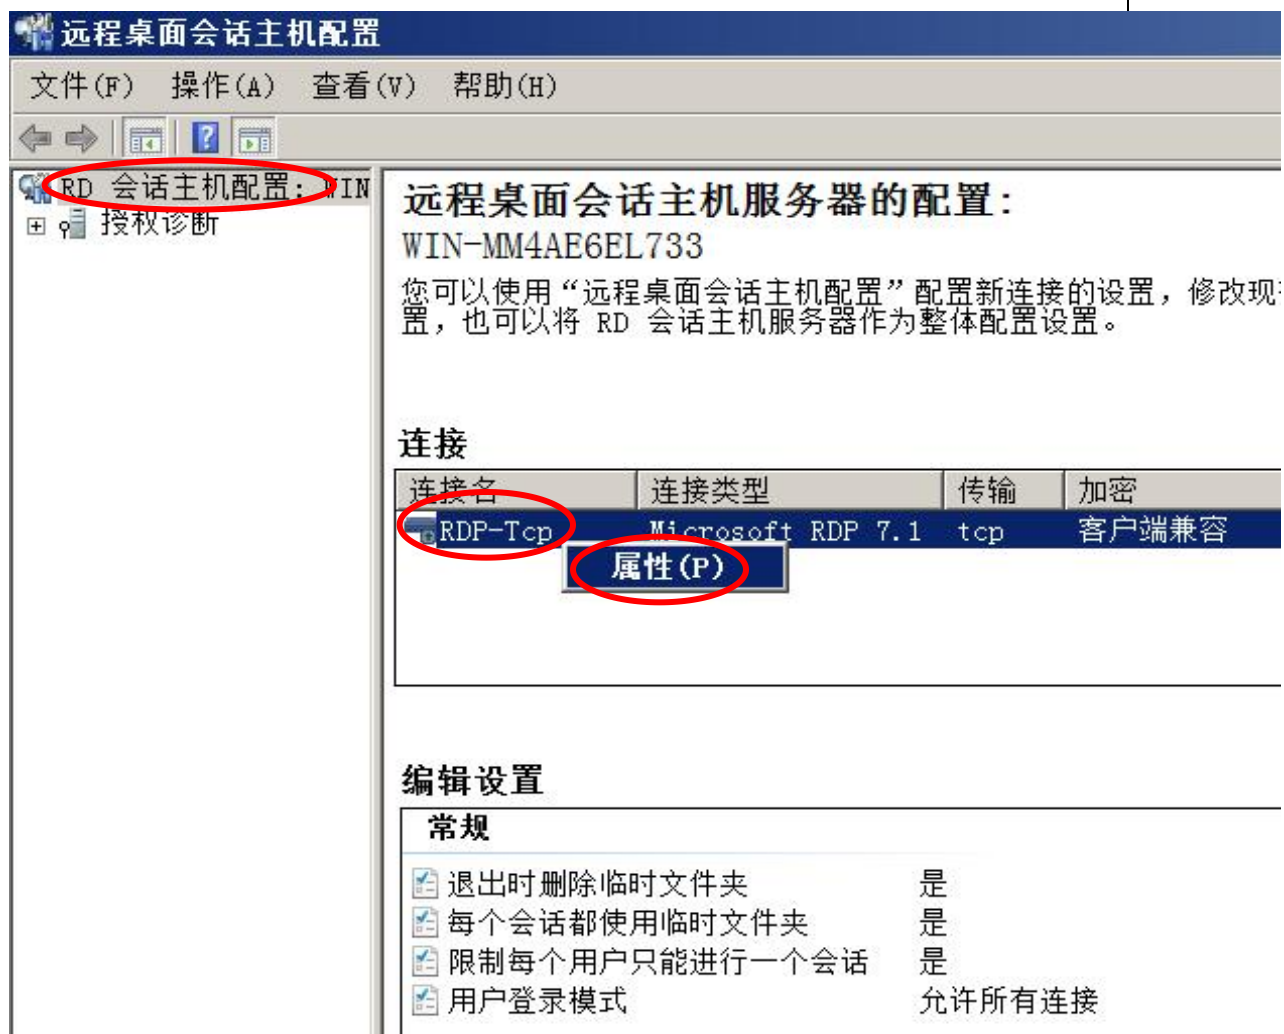 远程桌面会话主机配置
文件(F) 操作(A) 查看(V) 帮助(H)
RD 会话主机配置: WIN
授权诊断
远程桌面会话主机服务器的配置:
WIN-MM4AE6EL733
您可以使用“远程桌面会话主机配置”配置新连接的设置，修改现
置，也可以将 RD 会话主机服务器作为整体配置设置。
连接
连接名 连接类型 传输 加密
RDP-Tcp Microsoft RDP 7.1 tcp 客户端兼容
属性(P)
编辑设置
常规
退出时删除临时文件夹 是
每个会话都使用临时文件夹 是
限制每个用户只能进行一个会话 是
用户登录模式 允许所有连接